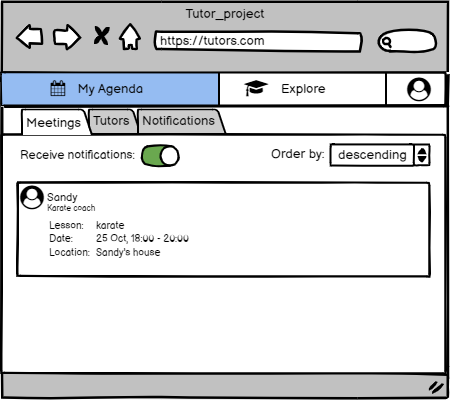 Tutor_project
https://tutors.com
My Agenda
Explore
Meetings
Tutors
Notifications
Receive notifications:
Order by:
descending
Sandy
Karate coach
Lesson: karate
Date: 25 Oct, 18:00 - 20:00
Location: Sandy's house